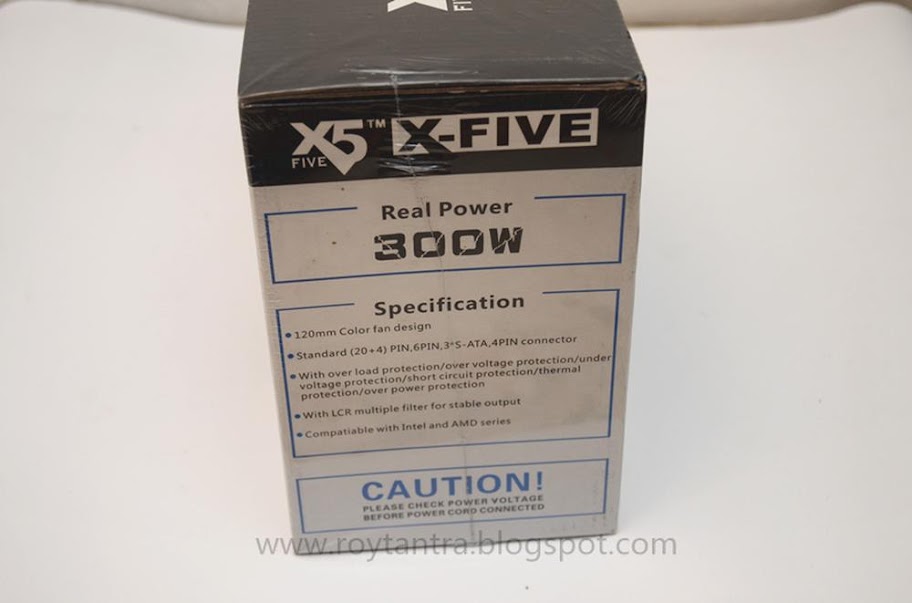 X
FI
X5™ X-FIVE
FIVE
Real Power
300W
Specification
•120mm Color fan design
•Standard (20+4) PIN,6PIN,3*S-ATA,4PIN connector
•With over load protection/over voltage protection/under
voltage protection/short circuit protection/thermal
protection/over power protection
•With LCR multiple filter for stable output
•Compatiable with Intel and AMD series
CAUTION!
PLEASE CHECK POWER VOLTAGE
BEFORE POWER CORD CONNECTED
www.roytantra.blogspot.com